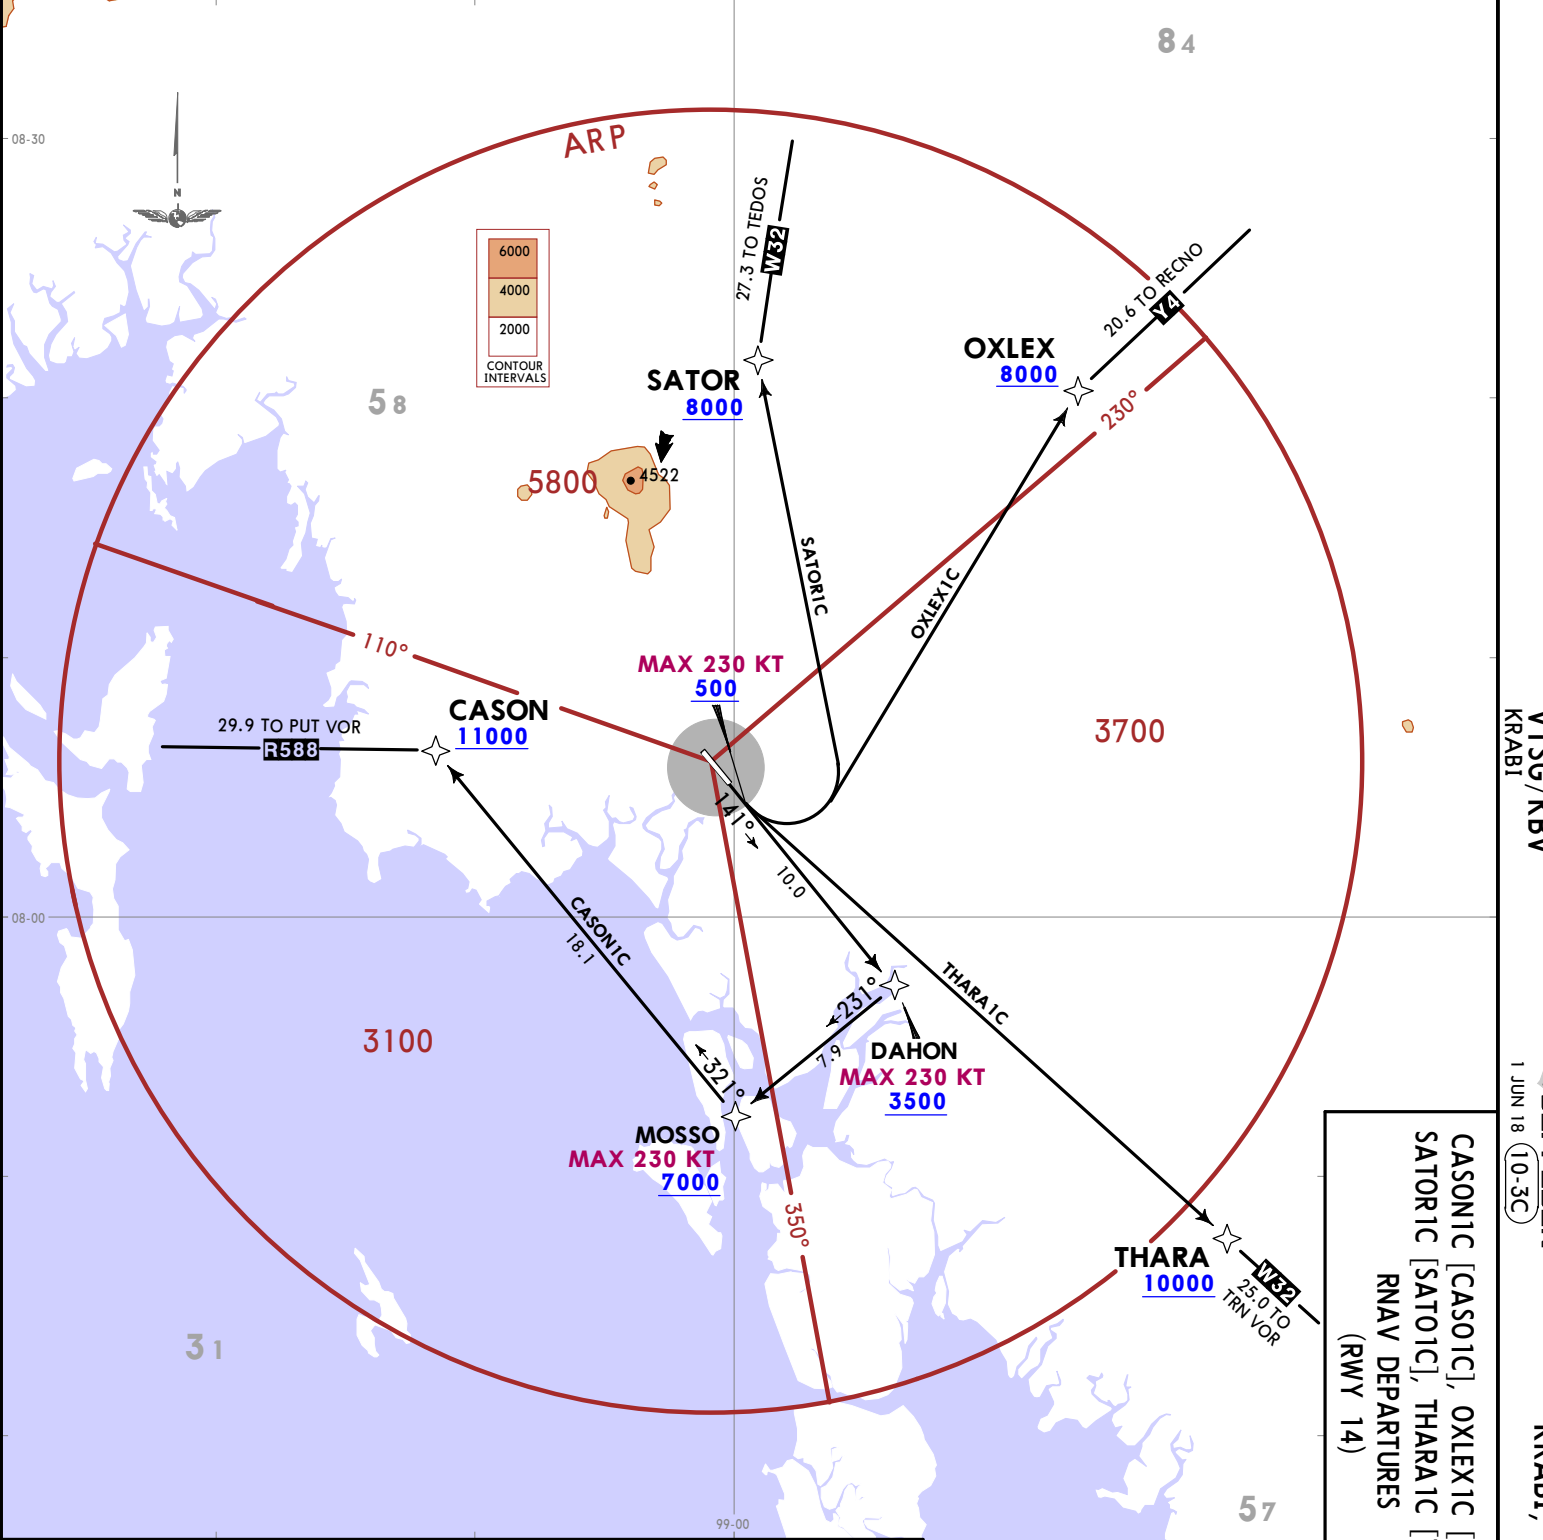 84
08-30
ARP
N
6000
4000
2000
CONTOUR
INTERVALS
27.3 TO TEDOS
W32
20.6 TO RECNO
Y4
OXLEX
8000
SATOR
8000
58
230°
5800
4522
SATOR1C
OXLEX1C
110°
MAX 230 KT
500
CASON
11000
29.9 TO PUT VOR
R588
3700
VTSG/KBV
KRABI
141°
10.0
08-00
CASON1C
18.1
THARA1C
231°
7.9
DAHON
MAX 230 KT
3500
3100
321°
MOSSO
MAX 230 KT
7000
350°
THARA
10000
W32
25.0 TO
TRN VOR
1 JUN 18
10-3C
CASON1C [CASO1C], OXLEX1C [
SATOR1C [SATO1C], THARA1C [
RNAV DEPARTURES
(RWY 14)
31
57
99-00